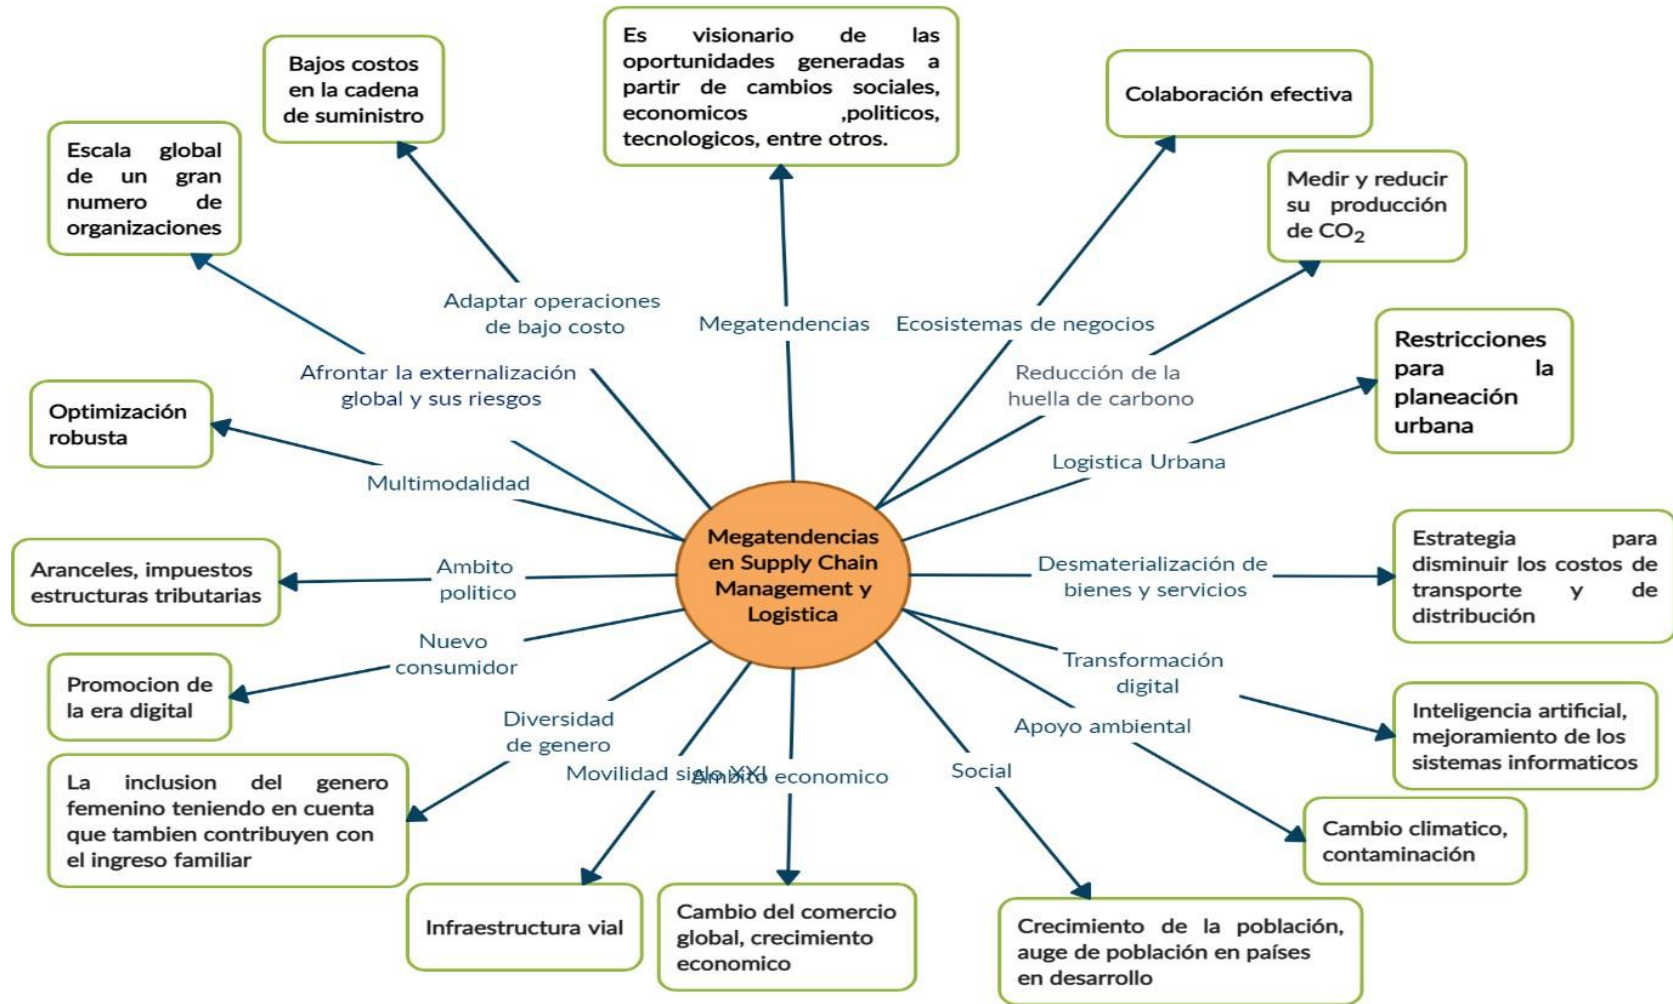 Es visionario de las
oportunidades generadas a
partir de cambios sociales,
economicos ,politicos,
tecnologicos, entre otros.
Bajos costos
en la cadena
de suministro
Colaboración efectiva
Escala global
de un gran
numero de
organizaciones
Medir y reducir
su producción
de CO₂
Adaptar operaciones
de bajo costo
Megatendencias
Ecosistemas de negocios
Restricciones
para la
planeación
urbana
Afrontar la externalización
global y sus riesgos
Reducción de la
huella de carbono
Optimización
robusta
Multimodalidad
Logistica Urbana
Megatendencias
en Supply Chain
Management y
Logistica
Aranceles, impuestos
estructuras tributarias
Ambito
politico
Desmaterialización de
bienes y servicios
Estrategia para
disminuir los costos de
transporte y de
distribución
Nuevo
consumidor
Promocion de
la era digital
Transformación
digital
Inteligencia artificial,
mejoramiento de los
sistemas informaticos
Diversidad
de genero
Apoyo ambiental
La inclusion del genero
femenino teniendo en cuenta
que tambien contribuyen con
el ingreso familiar
Movilidad siglo XXI
Ambito economico
Social
Cambio climatico,
contaminación
Infraestructura vial
Cambio del comercio
global, crecimiento
economico
Crecimiento de la población,
auge de población en países
en desarrollo